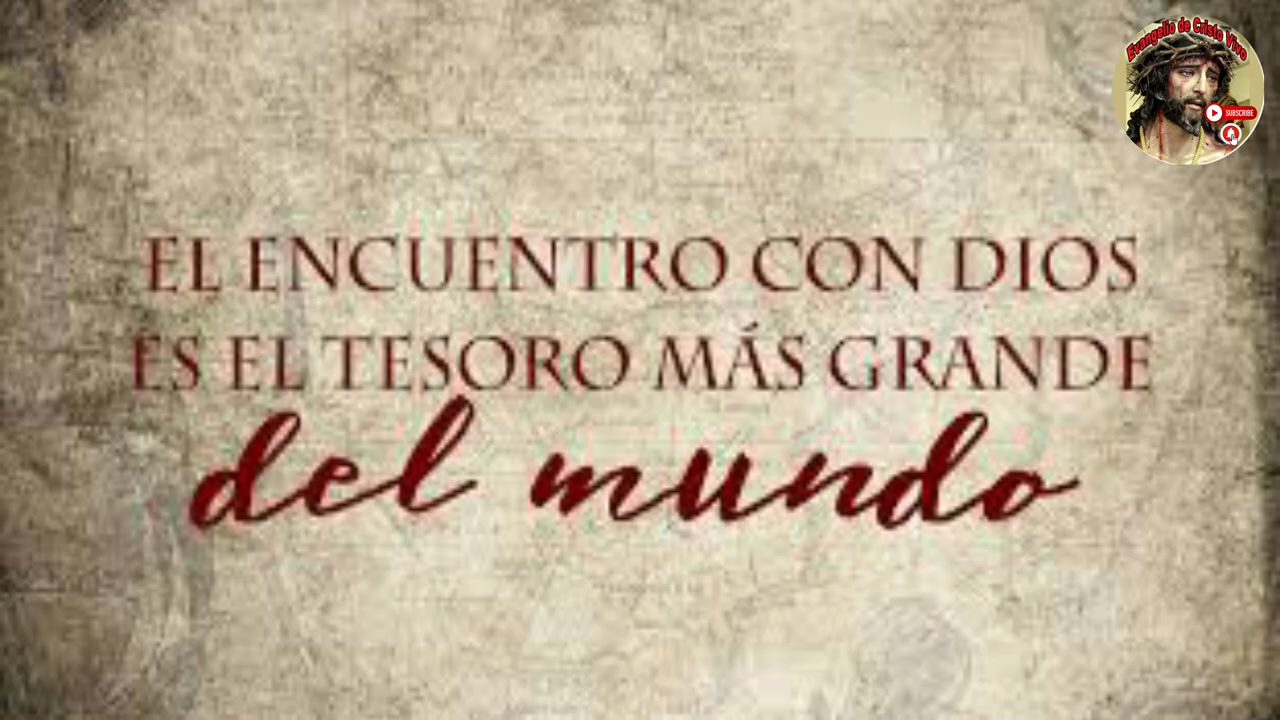 Evangelio de Cristo Vivo
SUBSCRIBE
EL ENCUENTRO CON DIOS
ES EL TESORO MÁS GRANDE
del mundo